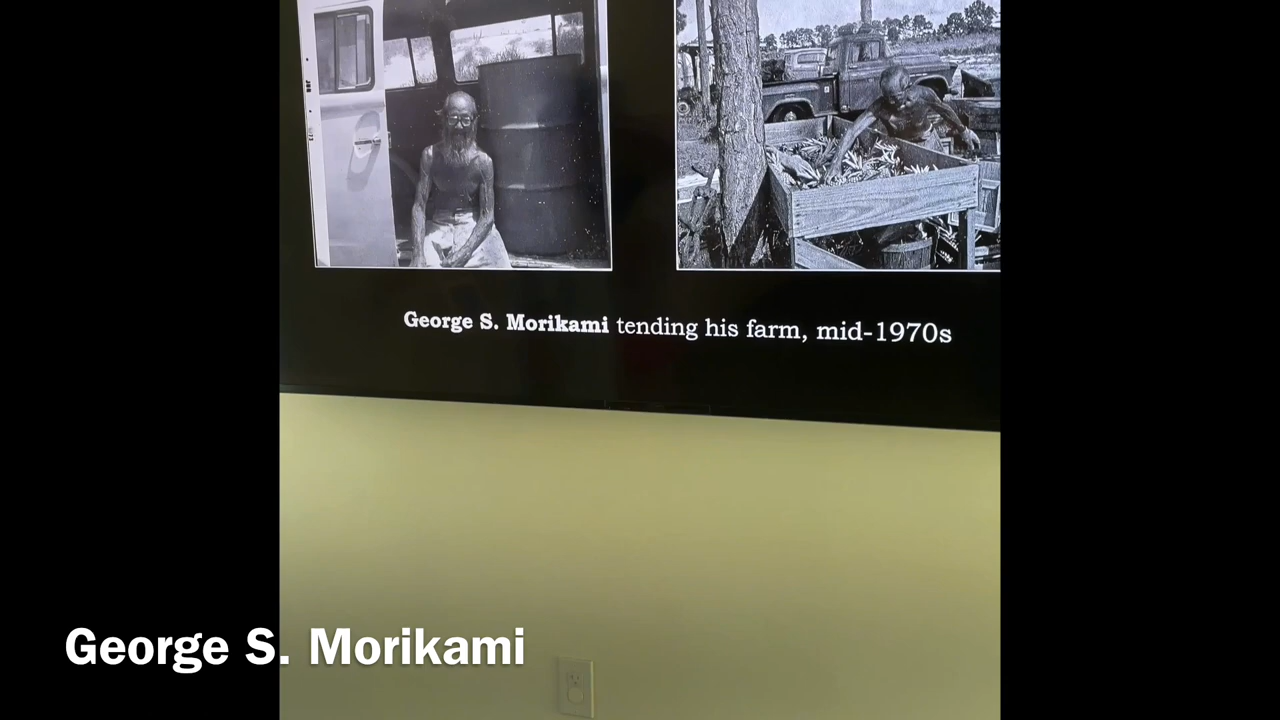 George S. Morikami tending his farm, mid-1970s
George S. Morikami